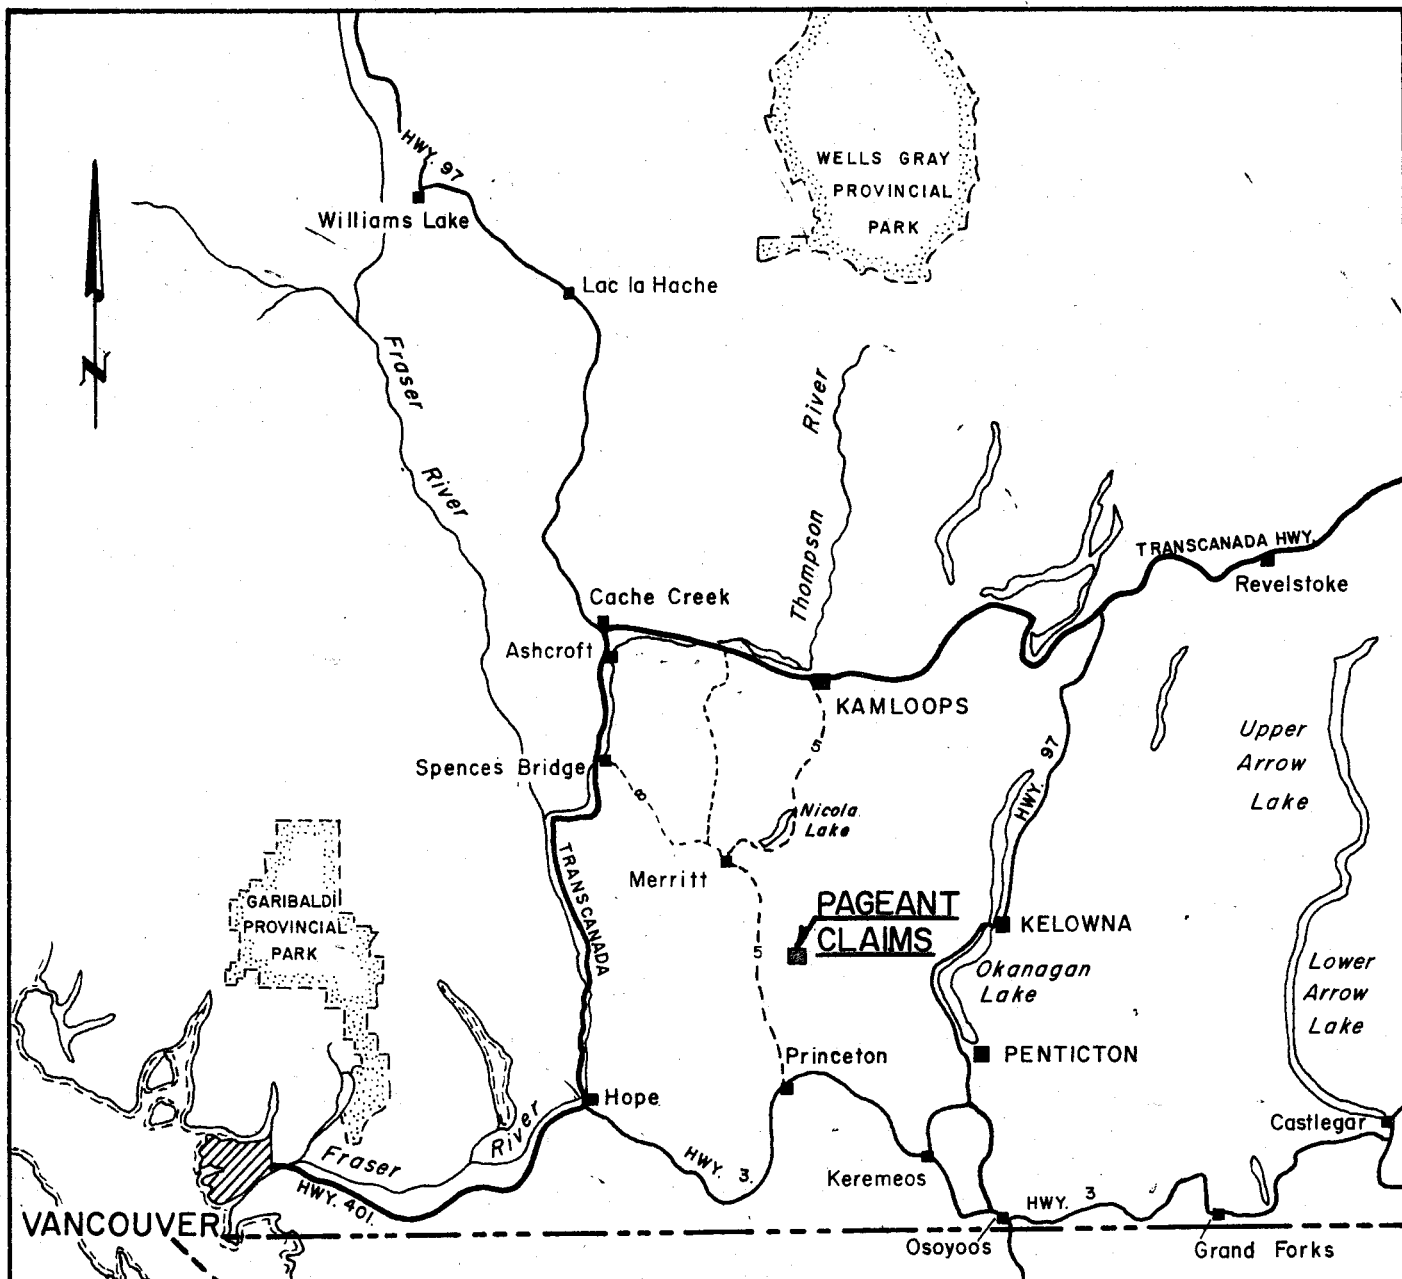 HWY. 97
WELLS GRAY
PROVINCIAL
PARK
Williams Lake
Lac la Hache
N
Fraser
River
River
Thompson
TRANSCANADA HWY.
Revelstoke
Cache Creek
Ashcroft
KAMLOOPS
5
Upper
Arrow
Lake
HWY. 97
Spences Bridge
8
Nicola
Lake
Merritt
TRANSCANADA
GARIBALDI
PROVINCIAL
PARK
PAGEANT
CLAIMS
5
KELOWNA
Okanagan
Lake
Lower
Arrow
Lake
Princeton
PENTICTON
Hope
River
Fraser
HWY. 401.
HWY. 3.
Keremeos
Castlegar
HWY. 3
VANCOUVER
Osoyoo's
Grand Forks